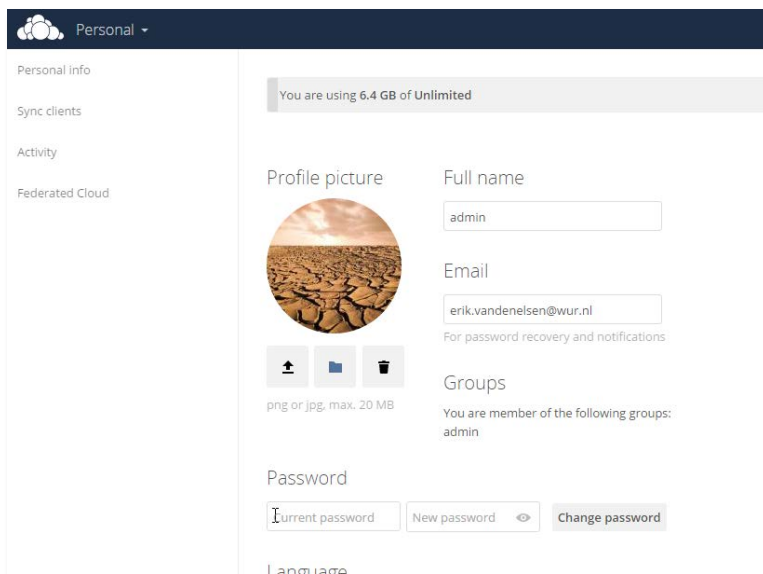 Personal
Personal info
Sync clients
Activity
Federated Cloud
You are using 6.4 GB of Unlimited
Profile picture
png or jpg, max. 20 MB
Full name
admin
Email
erik.vandenelsen@wur.nl
For password recovery and notifications
Groups
You are member of the following groups:
admin
Password
Current password New password Change password
Language